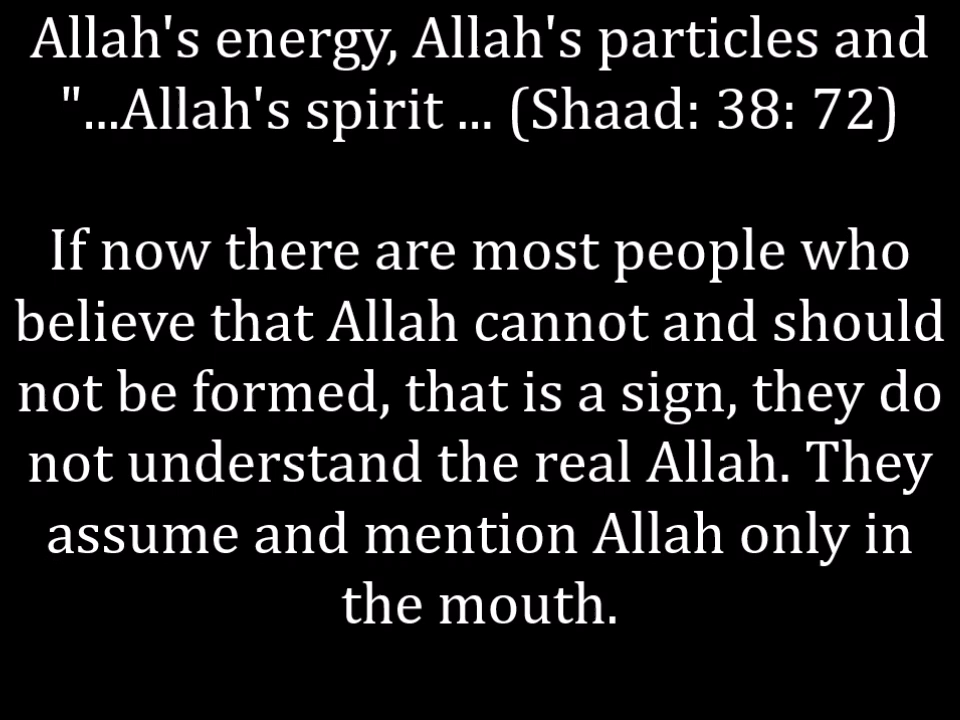 Allah's energy, Allah's particles and
"...Allah's spirit ... (Shaad: 38: 72)
If now there are most people who
believe that Allah cannot and should
not be formed, that is a sign, they do
not understand the real Allah. They
assume and mention Allah only in
the mouth.